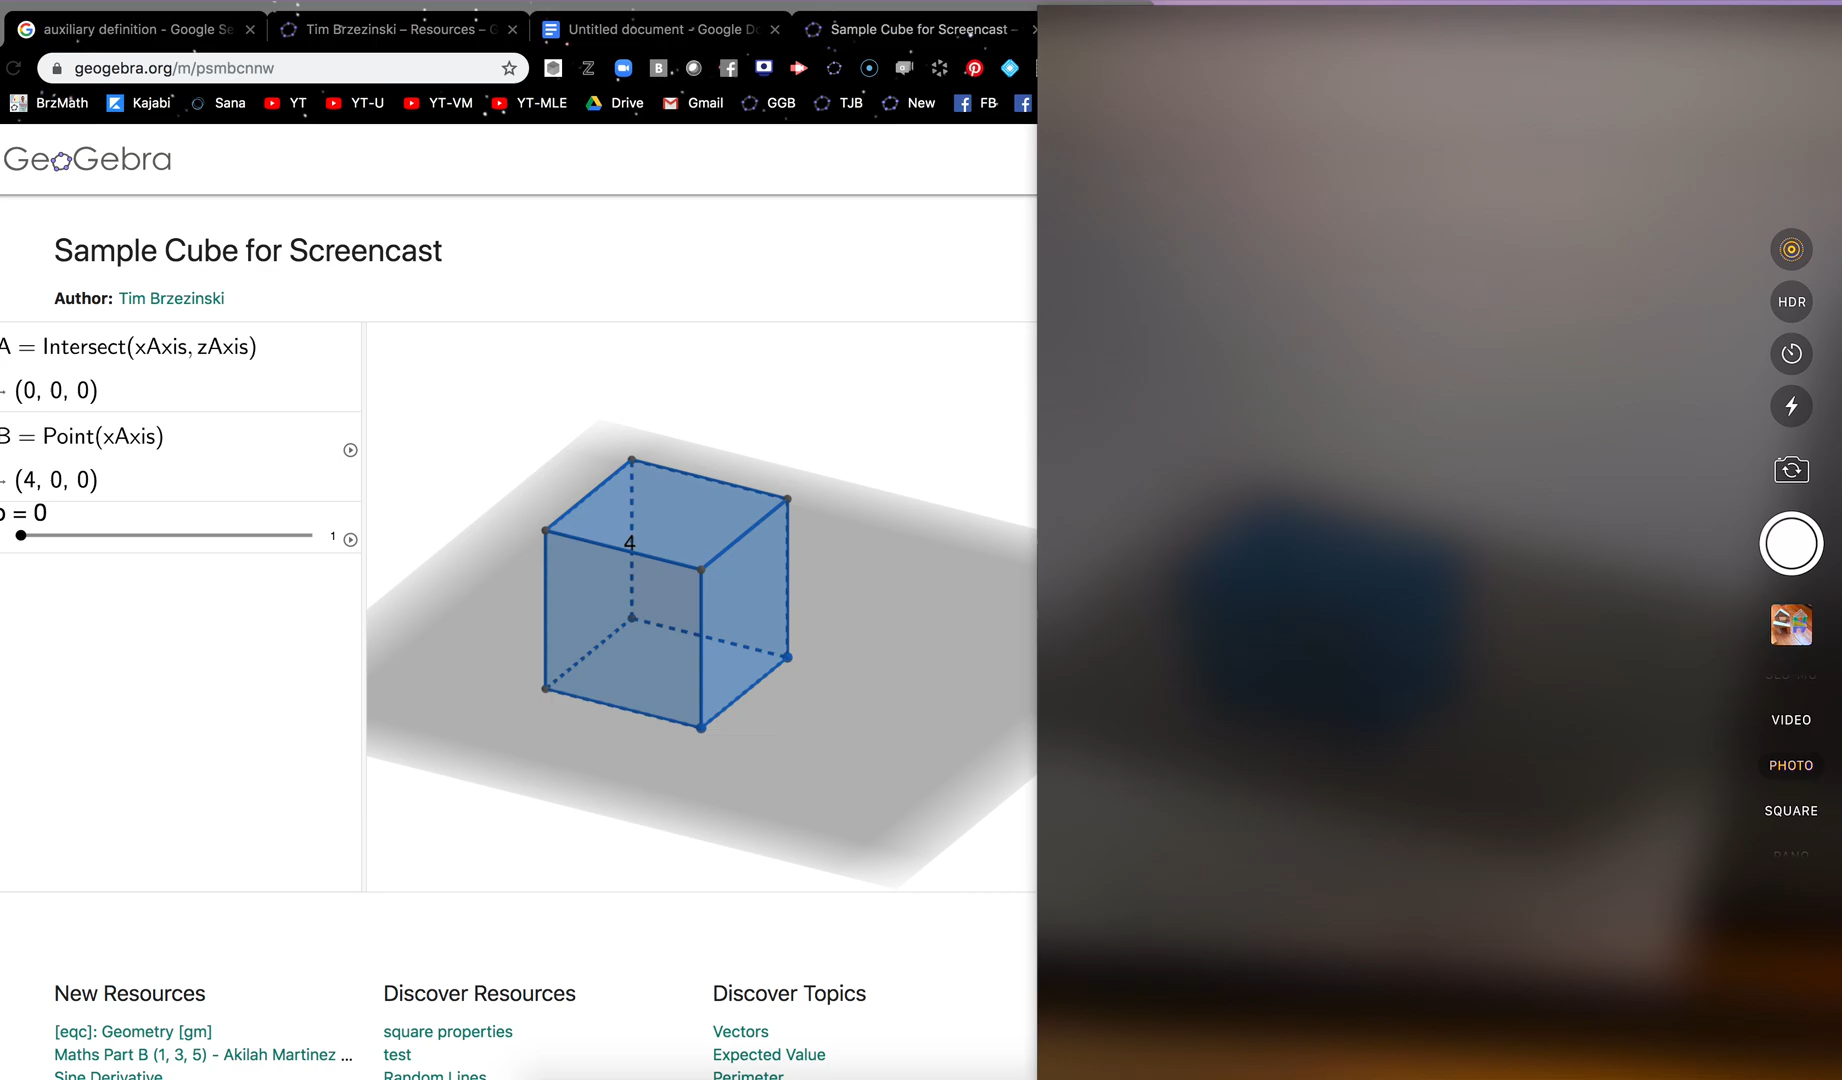 auxiliary definition - Google Se
Tim Brzezinski – Resources – G
Untitled document - Google Do
Sample Cube for Screencast –
geogebra.org/m/psmbcnnw
BrzMath Kajabi Sana YT YT-U YT-VM YT-MLE Drive Gmail GGB TJB New FB
GeoGebra
Sample Cube for Screencast
Author: Tim Brzezinski
A = Intersect(xAxis, zAxis)
(0, 0, 0)
B = Point(xAxis)
(4, 0, 0)
= 0
1
4
HDR
VIDEO
PHOTO
SQUARE
New Resources
[eqc]: Geometry [gm]
Maths Part B (1, 3, 5) - Akilah Martinez ...
Sine Derivative
Discover Resources
square properties
test
Random Lines
Discover Topics
Vectors
Expected Value
Perimeter